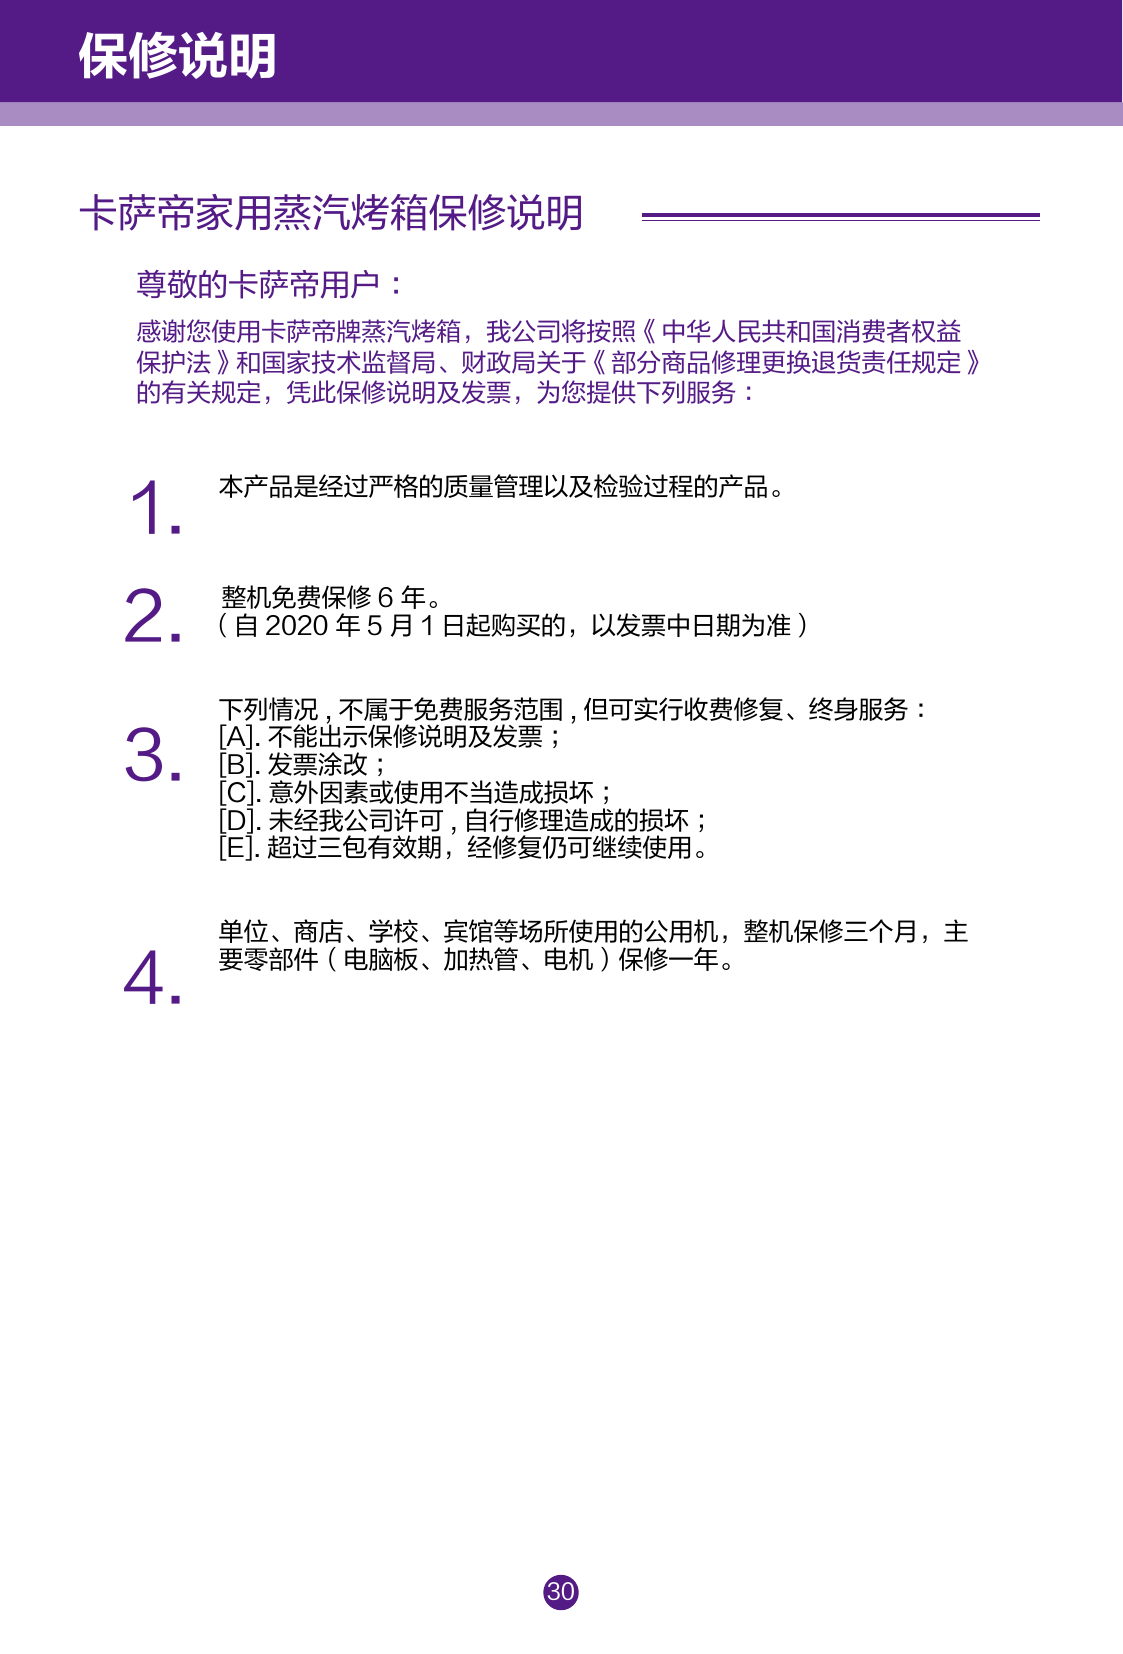 保修说明
卡萨帝家用蒸汽烤箱保修说明
尊敬的卡萨帝用户：
感谢您使用卡萨帝牌蒸汽烤箱，我公司将按照《中华人民共和国消费者权益
保护法》和国家技术监督局、财政局关于《部分商品修理更换退货责任规定》
的有关规定，凭此保修说明及发票，为您提供下列服务：
1. 本产品是经过严格的质量管理以及检验过程的产品。
2. 整机免费保修 6 年。
（自 2020 年 5 月 1 日起购买的，以发票中日期为准）
3. 下列情况 , 不属于免费服务范围 , 但可实行收费修复、终身服务：
[A]. 不能出示保修说明及发票；
[B]. 发票涂改；
[C]. 意外因素或使用不当造成损坏；
[D]. 未经我公司许可 , 自行修理造成的损坏；
[E]. 超过三包有效期，经修复仍可继续使用。
4. 单位、商店、学校、宾馆等场所使用的公用机，整机保修三个月，主
要零部件（电脑板、加热管、电机）保修一年。
30